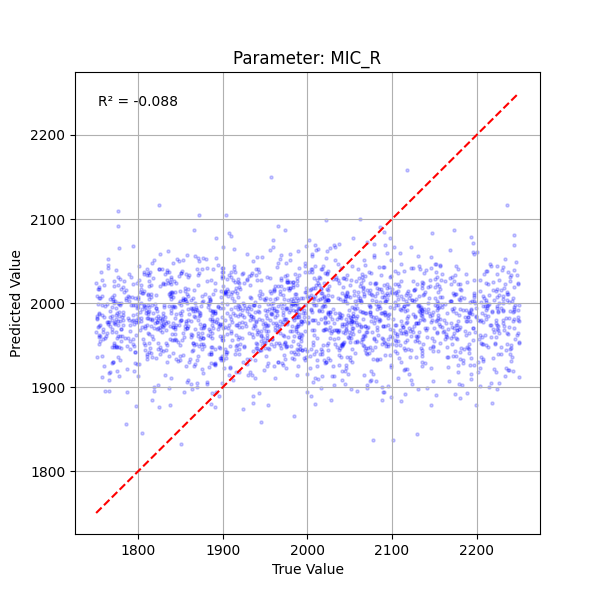 Parameter: MIC_R
R² = -0.088
2200
2100
2000
1900
1800
Predicted Value
1800 1900 2000 2100 2200
True Value